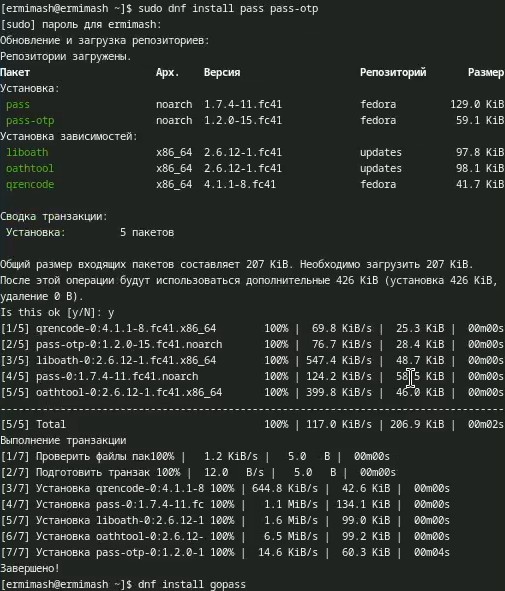 [ermimash@ermimash ~]$ sudo dnf install pass pass-otp
[sudo] пароль для ermimash:
Обновление и загрузка репозиториев:
Репозитории загружены.
Пакет Арх. Версия Репозиторий Размер
Установка:
pass noarch 1.7.4-11.fc41 fedora 129.0 KiB
pass-otp noarch 1.2.0-15.fc41 fedora 59.1 KiB
Установка зависимостей:
liboath x86_64 2.6.12-1.fc41 updates 97.8 KiB
oathtool x86_64 2.6.12-1.fc41 updates 98.1 KiB
qrencode x86_64 4.1.1-8.fc41 fedora 41.7 KiB
Сводка транзакции:
Установка: 5 пакетов
Общий размер входящих пакетов составляет 207 KiB. Необходимо загрузить 207 KiB.
После этой операции будут использоваться дополнительные 426 KiB (установка 426 KiB,
удаление 0 B).
Is this ok [y/N]: y
[1/5] qrencode-0:4.1.1-8.fc41.x86_64 100% | 69.8 KiB/s | 25.3 KiB | 00m00s
[2/5] pass-otp-0:1.2.0-15.fc41.noarch 100% | 76.7 KiB/s | 28.4 KiB | 00m00s
[3/5] liboath-0:2.6.12-1.fc41.x86_64 100% | 547.4 KiB/s | 48.7 KiB | 00m00s
[4/5] pass-0:1.7.4-11.fc41.noarch 100% | 124.2 KiB/s | 58.5 KiB | 00m00s
[5/5] oathtool-0:2.6.12-1.fc41.x86_64 100% | 399.8 KiB/s | 46.0 KiB | 00m00s
--------------------------------------------------------------------------------
[5/5] Total 100% | 117.0 KiB/s | 206.9 KiB | 00m02s
Выполнение транзакции
[1/7] Проверить файлы пак100% | 1.2 KiB/s | 5.0 B | 00m00s
[2/7] Подготовить транзак 100% | 12.0 B/s | 5.0 B | 00m00s
[3/7] Установка qrencode-0:4.1.1-8 100% | 644.8 KiB/s | 42.6 KiB | 00m00s
[4/7] Установка pass-0:1.7.4-11.fc 100% | 1.1 MiB/s | 134.1 KiB | 00m00s
[5/7] Установка liboath-0:2.6.12-1 100% | 1.6 MiB/s | 99.0 KiB | 00m00s
[6/7] Установка oathtool-0:2.6.12- 100% | 6.5 MiB/s | 99.2 KiB | 00m00s
[7/7] Установка pass-otp-0:1.2.0-1 100% | 14.6 KiB/s | 60.3 KiB | 00m04s
Завершено!
[ermimash@ermimash ~]$ dnf install gopass